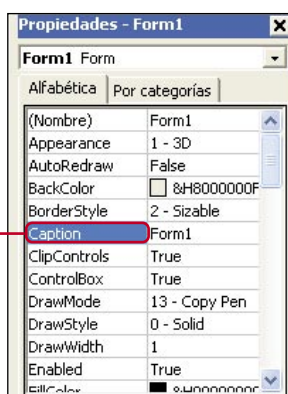 Propiedades - Form1
Form1 Form
Alfabética Por categorías
(Nombre) Form1
Appearance 1 - 3D
AutoRedraw False
BackColor &H8000000F
BorderStyle 2 - Sizable
Caption Form1
ClipControls True
ControlBox True
DrawMode 13 - Copy Pen
DrawStyle 0 - Solid
DrawWidth 1
Enabled True
FillColor